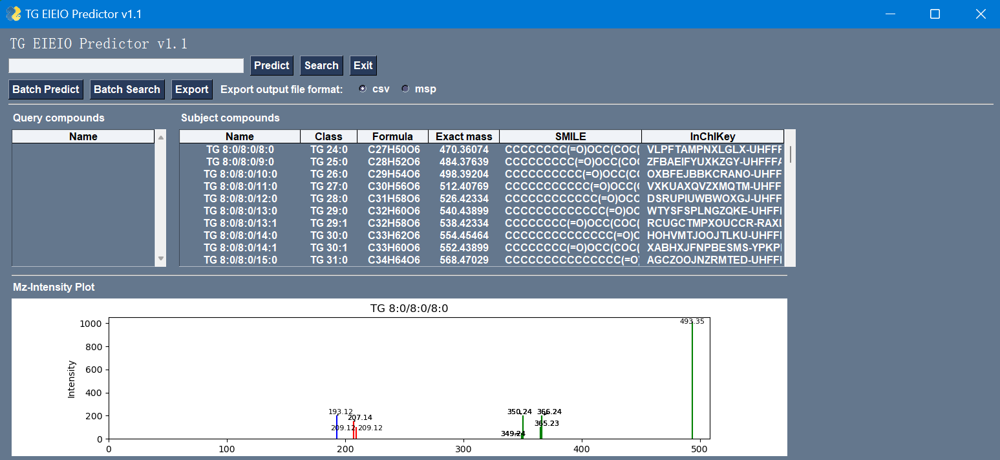 TG EIEIO Predictor v1.1
TG EIEIO Predictor v1.1
Predict Search Exit
Batch Predict Batch Search Export Export output file format: csv msp
Query compounds Subject compounds
Name Name Class Formula Exact mass SMILE InChIKey
TG 8:0/8:0/8:0 TG 24:0 C27H50O6 470.36074 CCCCCCCC(=O)OCC(COC( VLPFTAMPNXLGLX-UHFFF
TG 8:0/8:0/9:0 TG 25:0 C28H52O6 484.37639 CCCCCCCCC(=O)OCC(COC ZFBAEIFYUXKZGY-UHFFFA
TG 8:0/8:0/10:0 TG 26:0 C29H54O6 498.39204 CCCCCCCCCC(=O)OCC(C OXBFEJBBKCRANO-UHFF
TG 8:0/8:0/11:0 TG 27:0 C30H56O6 512.40769 CCCCCCCCCCC(=O)OCC( VXKUAXQVZXMQTM-UHFF
TG 8:0/8:0/12:0 TG 28:0 C31H58O6 526.42334 CCCCCCCCCCCC(=O)OCC DSRUPIUWBWOXGJ-UHFF
TG 8:0/8:0/13:0 TG 29:0 C32H60O6 540.43899 CCCCCCCCCCCCC(=O)OC WTYSFSPLNGZQKE-UHFF
TG 8:0/8:0/13:1 TG 29:1 C32H58O6 538.42334 CCCCCCCC(=O)OCC(COC( RCUGCTMPXOUCCR-RAX
TG 8:0/8:0/14:0 TG 30:0 C33H62O6 554.45464 CCCCCCCCCCCCCC(=O) HOHVMTJOOJTLKU-UHFF
TG 8:0/8:0/14:1 TG 30:1 C33H60O6 552.43899 CCCCCCCC(=O)OCC(COC( XABHXJFNPBESMS-YPKP
TG 8:0/8:0/15:0 TG 31:0 C34H64O6 568.47029 CCCCCCCCCCCCCCC(=O AGCZOOJNZRMTED-UHFF
Mz-Intensity Plot
TG 8:0/8:0/8:0
Intensity
1000
800
600
400
200
0
493.35
193.12 207.14 350.24 366.24
209.12 209.12 349.24 365.23
0 100 200 300 400 500